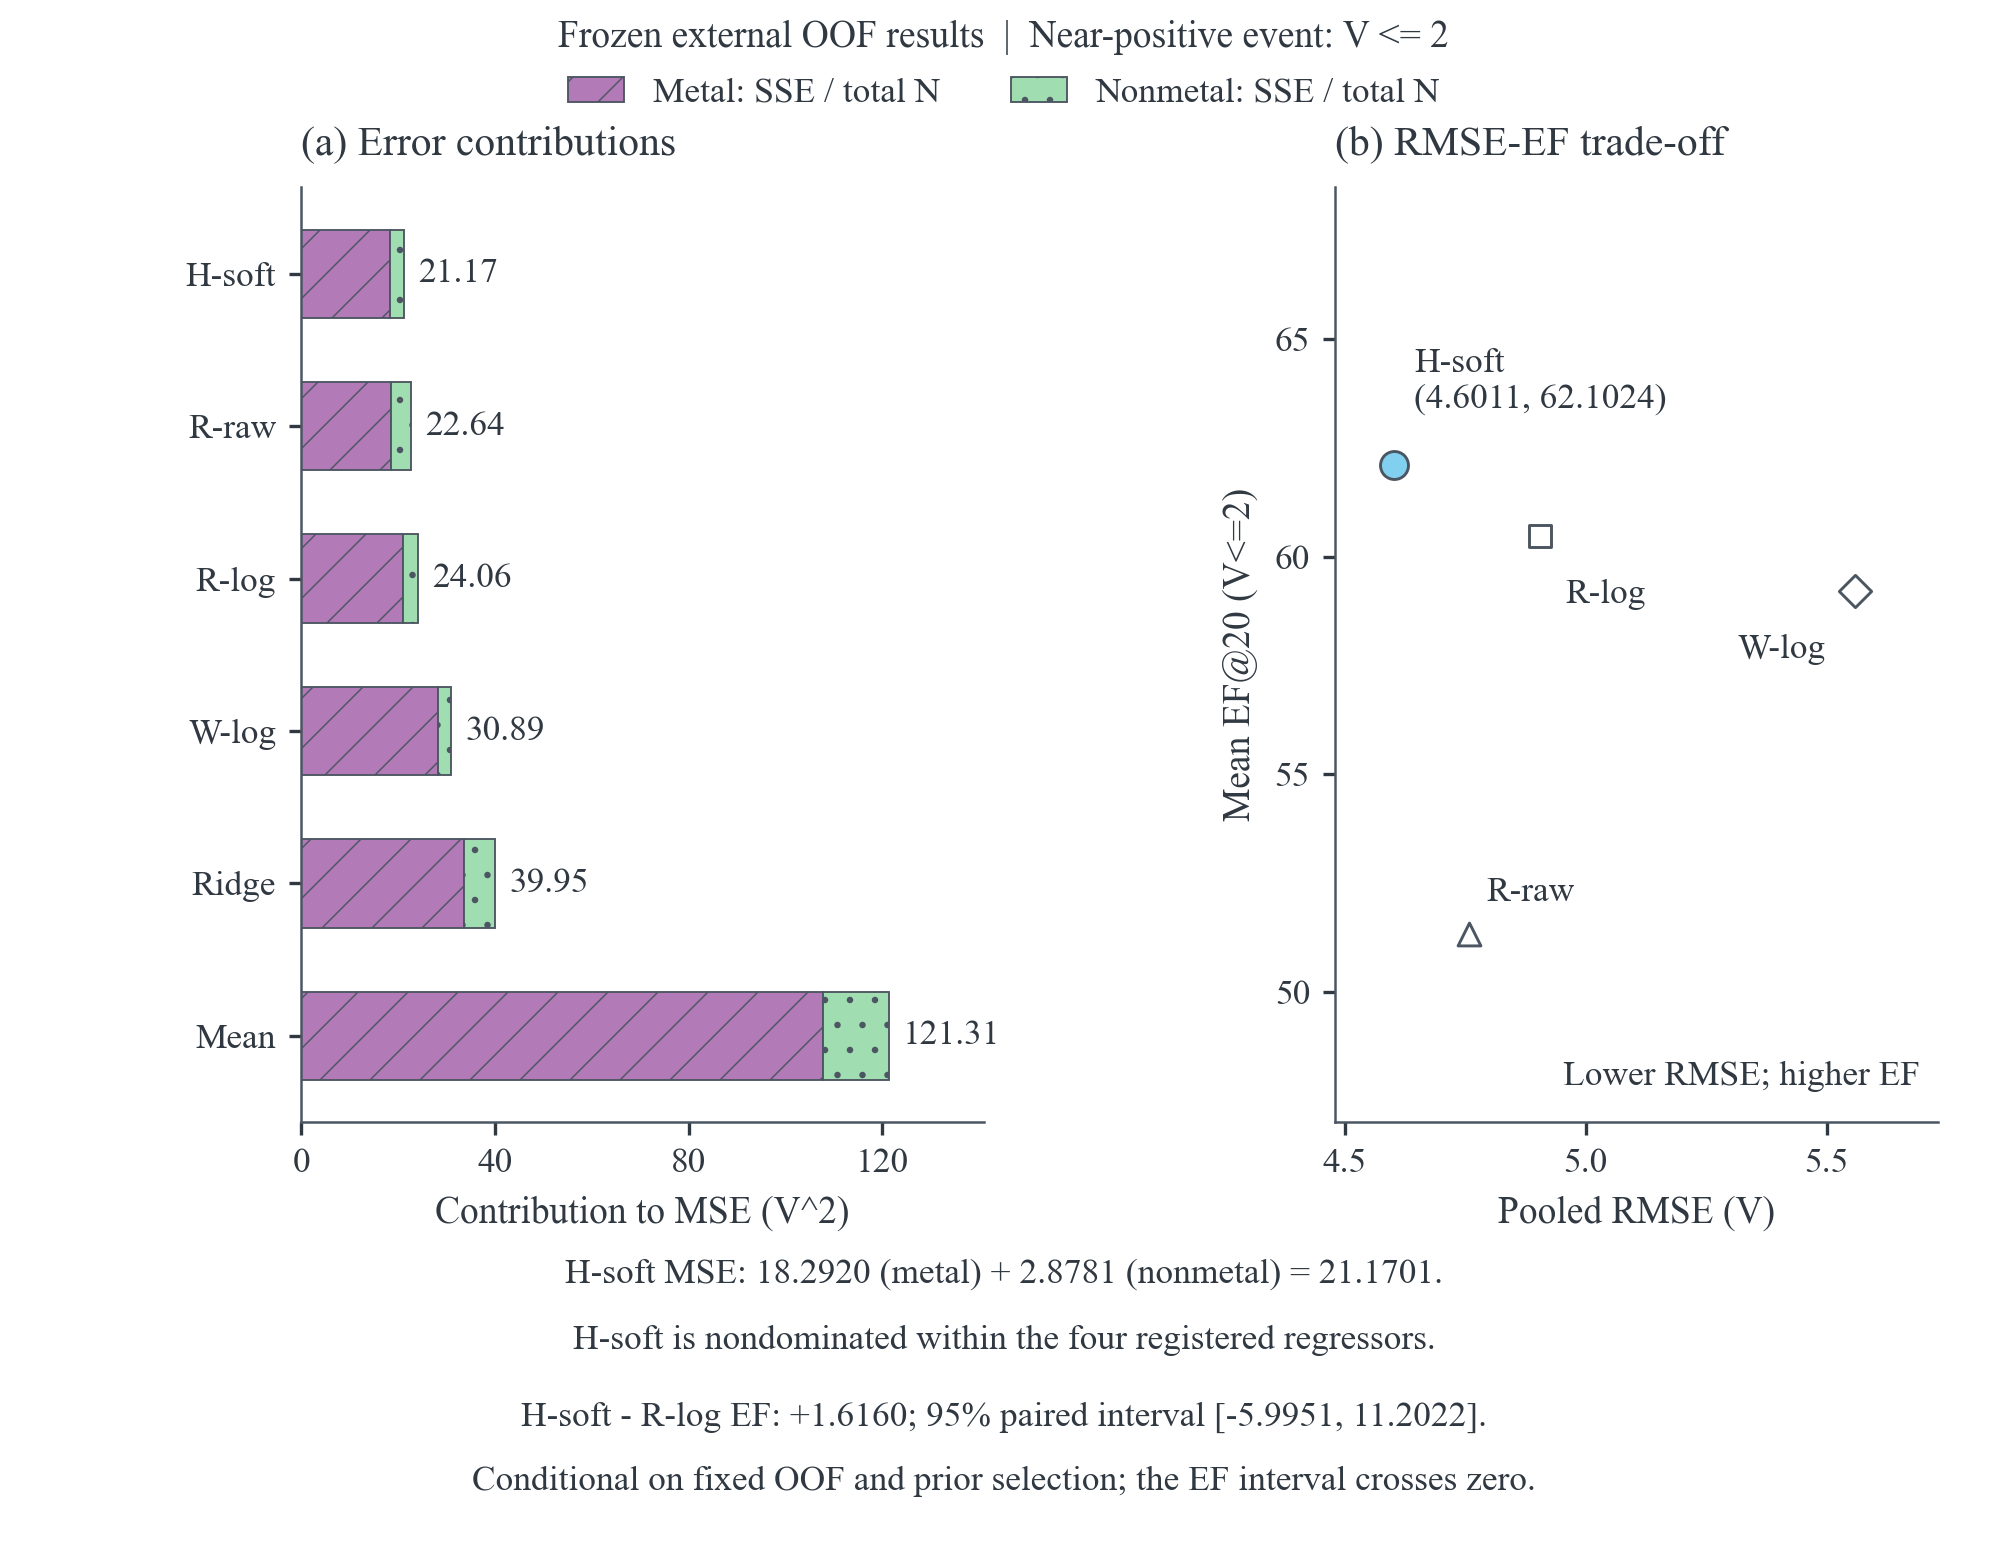 Frozen external OOF results | Near-positive event: V <= 2
Metal: SSE / total N
Nonmetal: SSE / total N
(a) Error contributions
H-soft
21.17
R-raw
22.64
R-log
24.06
W-log
30.89
Ridge
39.95
Mean
121.31
0
40
80
120
Contribution to MSE (V^2)
(b) RMSE-EF trade-off
Mean EF@20 (V<=2)
65
60
55
50
H-soft
(4.6011, 62.1024)
R-log
W-log
R-raw
Lower RMSE; higher EF
4.5
5.0
5.5
Pooled RMSE (V)
H-soft MSE: 18.2920 (metal) + 2.8781 (nonmetal) = 21.1701.
H-soft is nondominated within the four registered regressors.
H-soft - R-log EF: +1.6160; 95% paired interval [-5.9951, 11.2022].
Conditional on fixed OOF and prior selection; the EF interval crosses zero.